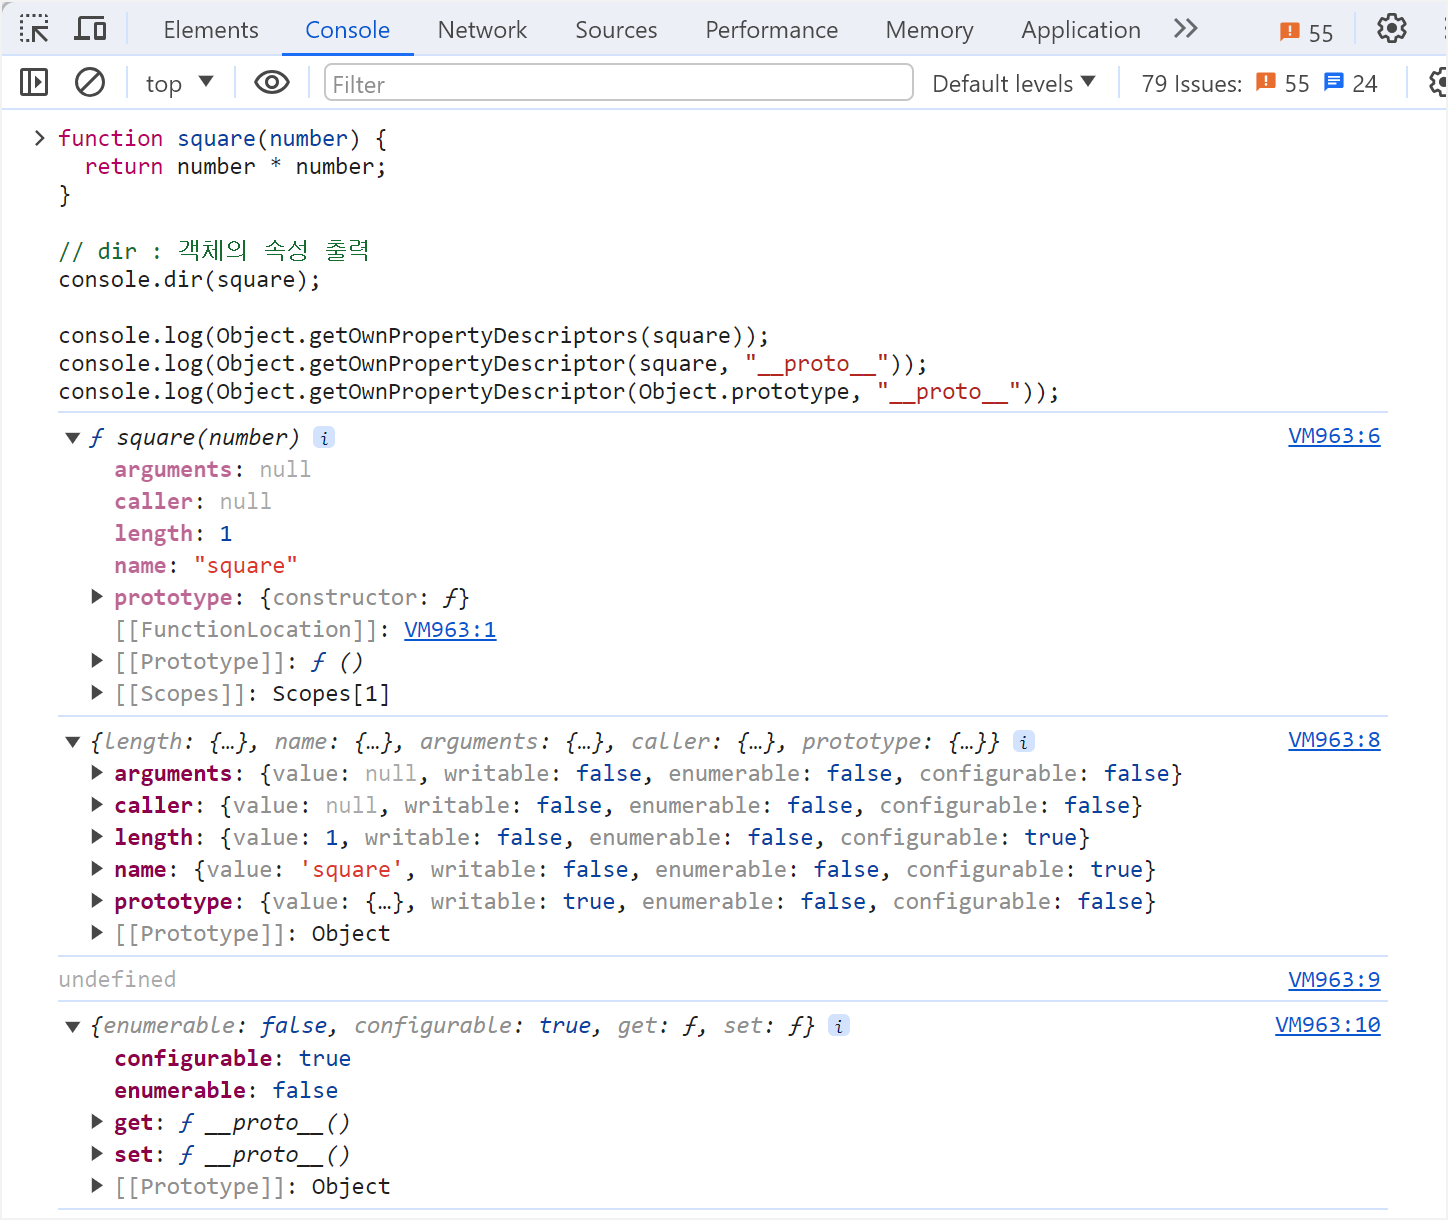 Elements Console Network Sources Performance Memory Application 55
top Filter Default levels 79 Issues: 55 24
function square(number) {
  return number * number;
}
// dir : 객체의 속성 출력
console.dir(square);
console.log(Object.getOwnPropertyDescriptors(square));
console.log(Object.getOwnPropertyDescriptor(square, "__proto__"));
console.log(Object.getOwnPropertyDescriptor(Object.prototype, "__proto__"));
ƒ square(number) i VM963:6
arguments: null
caller: null
length: 1
name: "square"
prototype: {constructor: ƒ}
[[FunctionLocation]]: VM963:1
[[Prototype]]: ƒ ()
[[Scopes]]: Scopes[1]
{length: {…}, name: {…}, arguments: {…}, caller: {…}, prototype: {…}} i VM963:8
arguments: {value: null, writable: false, enumerable: false, configurable: false}
caller: {value: null, writable: false, enumerable: false, configurable: false}
length: {value: 1, writable: false, enumerable: false, configurable: true}
name: {value: 'square', writable: false, enumerable: false, configurable: true}
prototype: {value: {…}, writable: true, enumerable: false, configurable: false}
[[Prototype]]: Object
undefined VM963:9
{enumerable: false, configurable: true, get: ƒ, set: ƒ} i VM963:10
configurable: true
enumerable: false
get: ƒ __proto__()
set: ƒ __proto__()
[[Prototype]]: Object